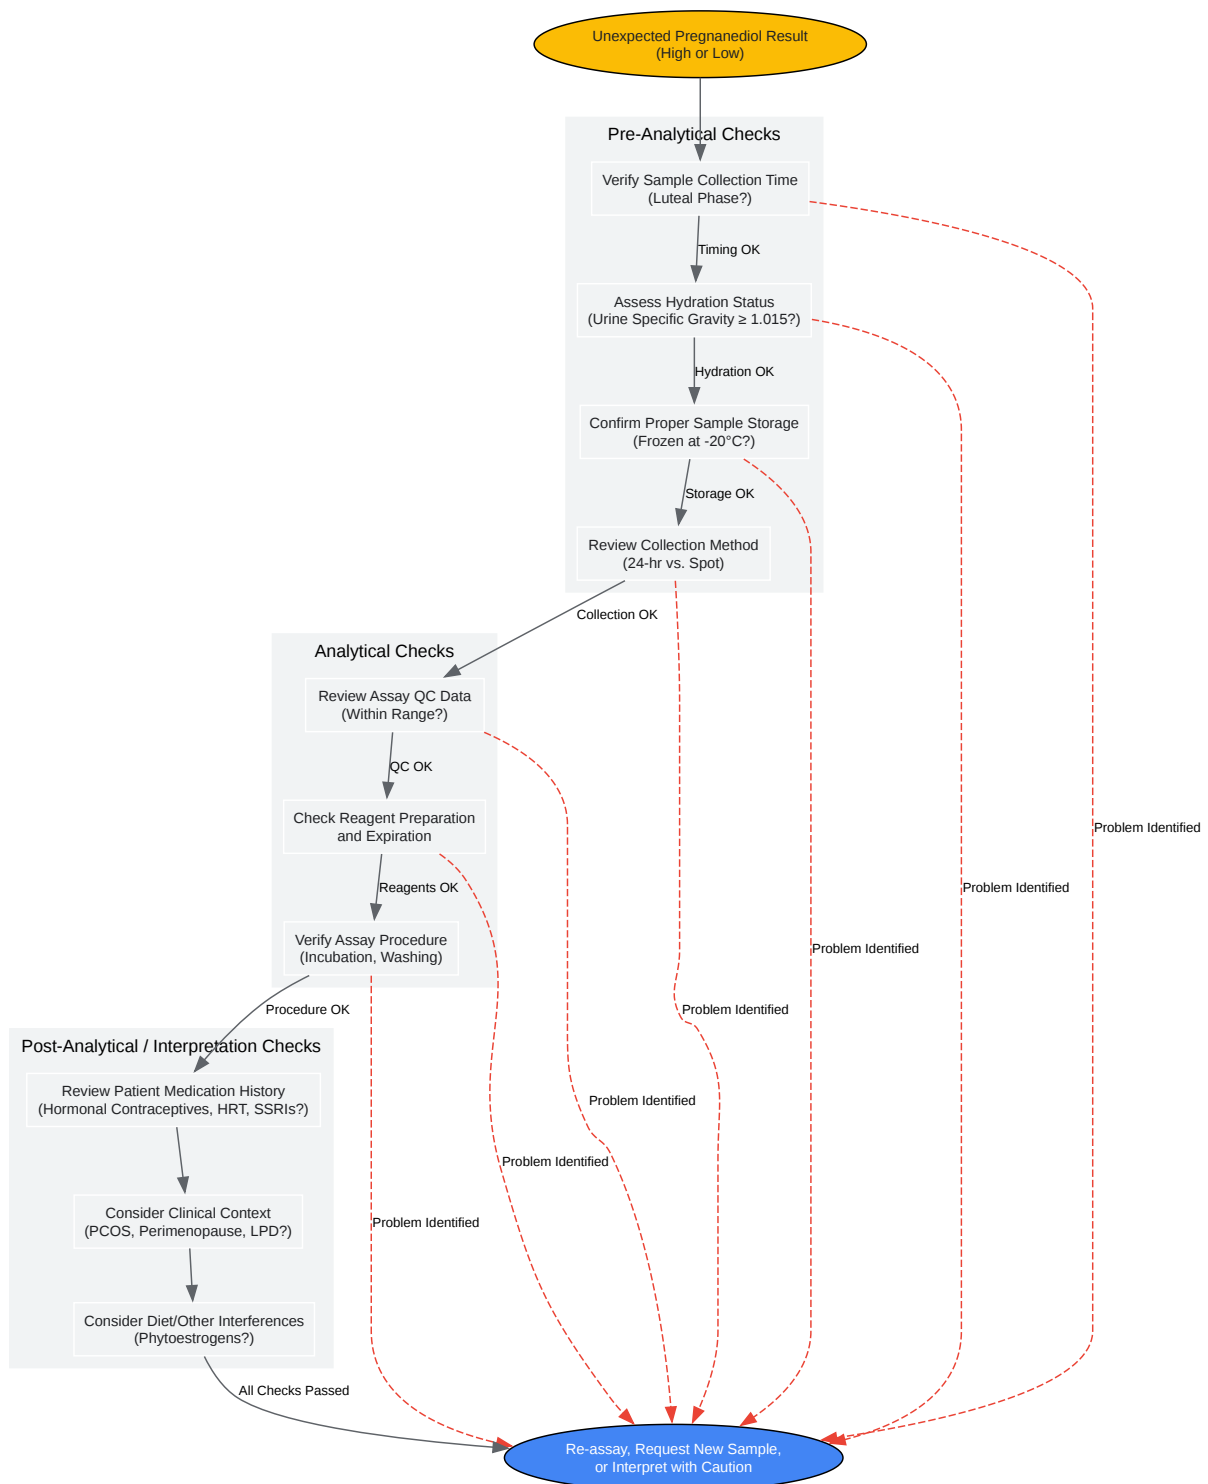 Unexpected Pregnanediol Result
(High or Low)
Pre-Analytical Checks
Verify Sample Collection Time
(Luteal Phase?)
Timing OK
Assess Hydration Status
(Urine Specific Gravity ≥ 1.015?)
Hydration OK
Confirm Proper Sample Storage
(Frozen at -20°C?)
Storage OK
Review Collection Method
(24-hr vs. Spot)
Collection OK
Analytical Checks
Review Assay QC Data
(Within Range?)
QC OK
Check Reagent Preparation
and Expiration
Problem Identified
Reagents OK
Problem Identified
Verify Assay Procedure
(Incubation, Washing)
Problem Identified
Procedure OK
Problem Identified
Post-Analytical / Interpretation Checks
Review Patient Medication History
(Hormonal Contraceptives, HRT, SSRIs?)
Problem Identified
Problem Identified
Consider Clinical Context
(PCOS, Perimenopause, LPD?)
Problem Identified
Consider Diet/Other Interferences
(Phytoestrogens?)
All Checks Passed
Re-assay, Request New Sample,
or Interpret with Caution